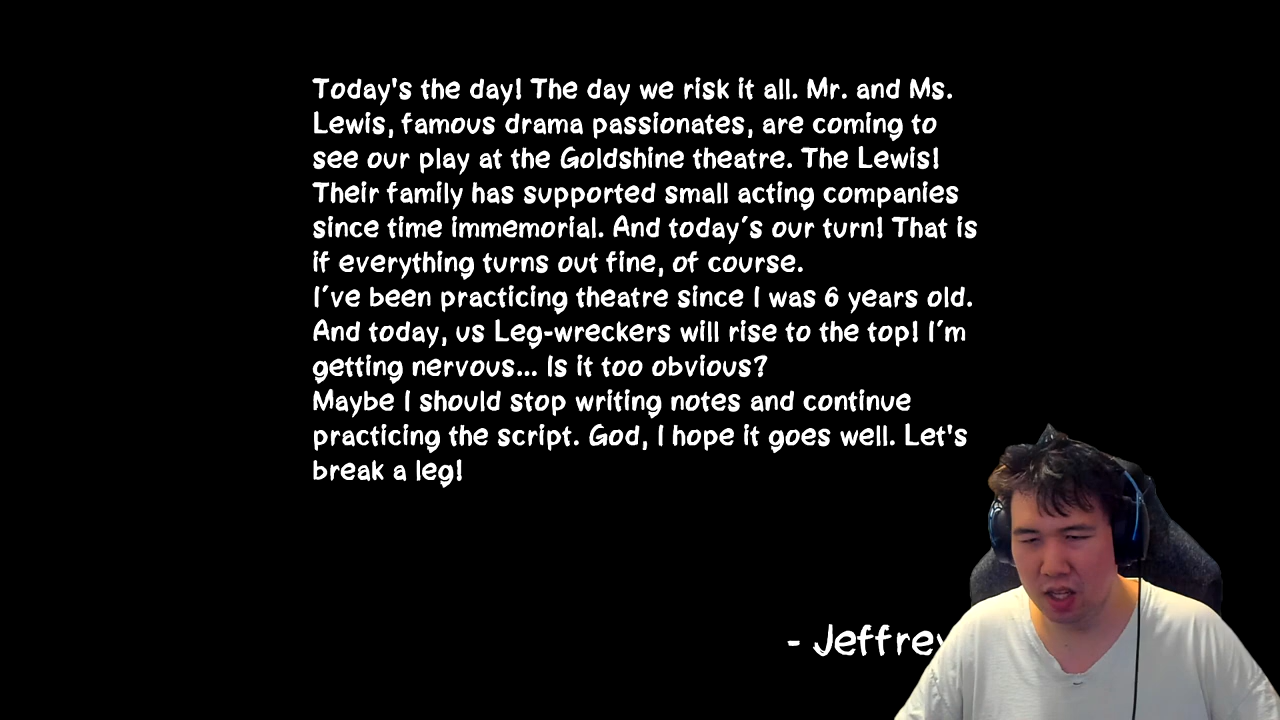 Today's the day! The day we risk it all. Mr. and Ms.
Lewis, famous drama passionates, are coming to
see our play at the Goldshine theatre. The Lewis!
Their family has supported small acting companies
since time immemorial. And today´s our turn! That is
if everything turns out fine, of course.
I´ve been practicing theatre since I was 6 years old.
And today, us Leg-wreckers will rise to the top! I´m
getting nervous... Is it too obvious?
Maybe I should stop writing notes and continue
practicing the script. God, I hope it goes well. Let's
break a leg!
- Jeffrey